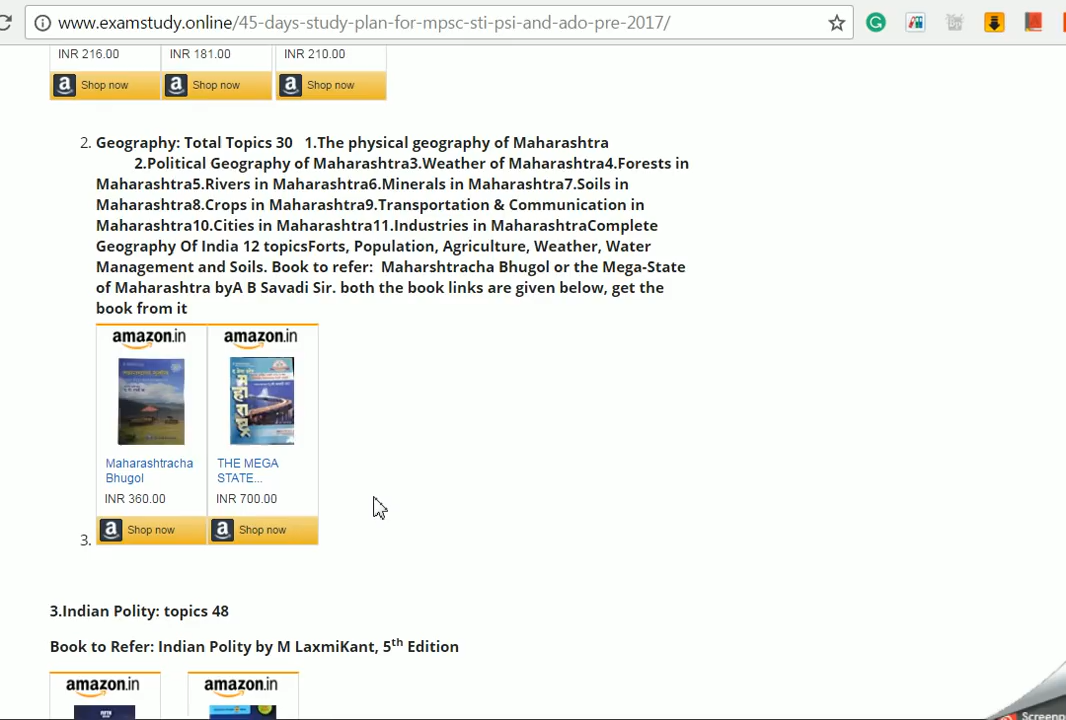 www.examstudy.online/45-days-study-plan-for-mpsc-sti-psi-and-ado-pre-2017/
INR 216.00 INR 181.00 INR 210.00
a Shop now a Shop now a Shop now
2. Geography: Total Topics 30 1.The physical geography of Maharashtra
2.Political Geography of Maharashtra3.Weather of Maharashtra4.Forests in
Maharashtra5.Rivers in Maharashtra6.Minerals in Maharashtra7.Soils in
Maharashtra8.Crops in Maharashtra9.Transportation & Communication in
Maharashtra10.Cities in Maharashtra11.Industries in MaharashtraComplete
Geography Of India 12 topicsForts, Population, Agriculture, Weather, Water
Management and Soils. Book to refer: Maharshtracha Bhugol or the Mega-State
of Maharashtra byA B Savadi Sir. both the book links are given below, get the
book from it
amazon.in amazon.in
महाराष्ट्र
Maharashtracha THE MEGA
Bhugol STATE...
INR 360.00 INR 700.00
a Shop now a Shop now
3.
3.Indian Polity: topics 48
Book to Refer: Indian Polity by M LaxmiKant, 5th Edition
amazon.in amazon.in